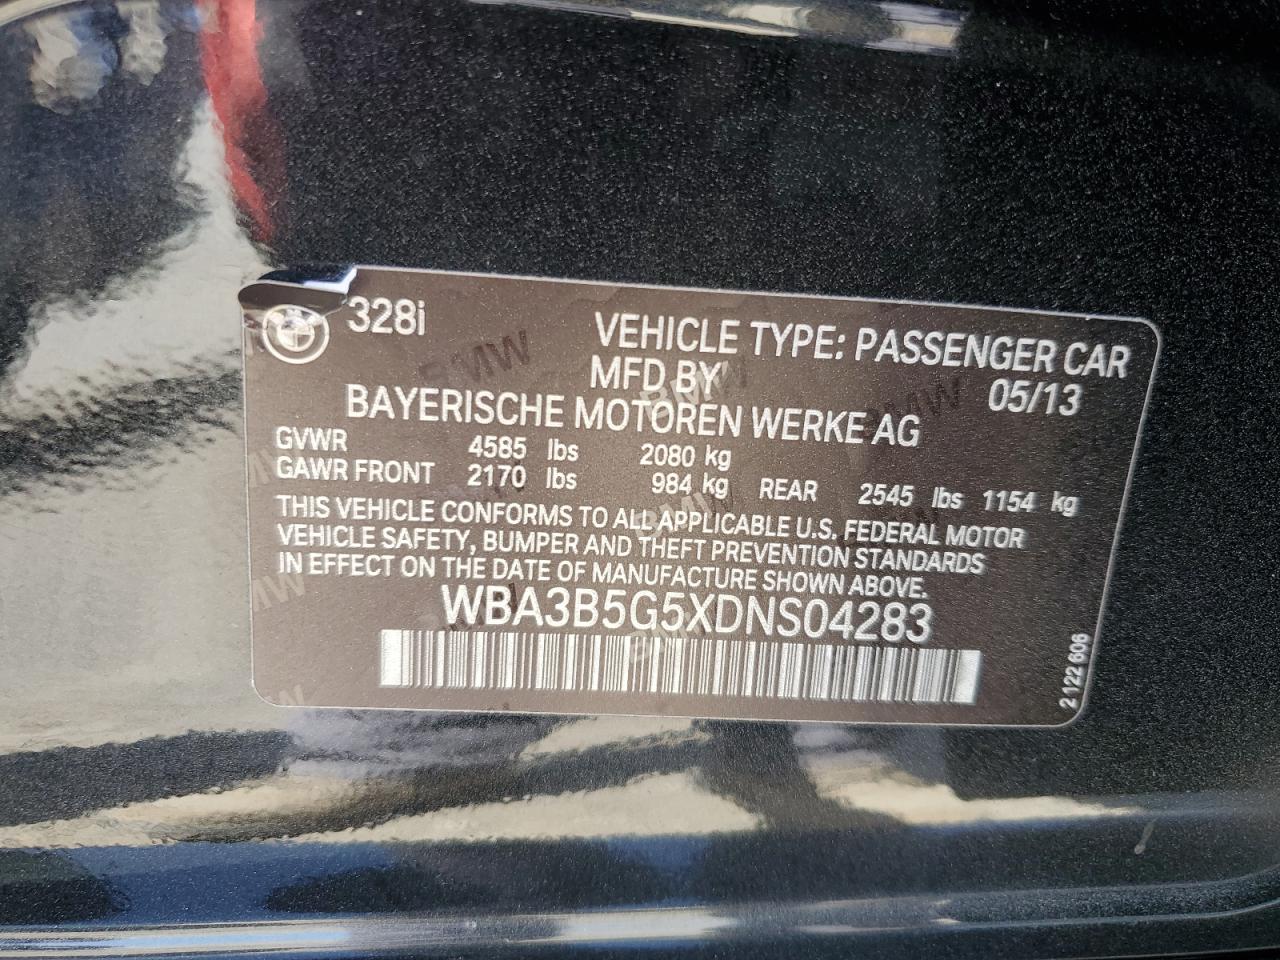 328i
VEHICLE TYPE: PASSENGER CAR
MFD BY 05/13
BAYERISCHE MOTOREN WERKE AG
GVWR 4585 lbs 2080 kg
GAWR FRONT 2170 lbs 984 kg REAR 2545 lbs 1154 kg
THIS VEHICLE CONFORMS TO ALL APPLICABLE U.S. FEDERAL MOTOR
VEHICLE SAFETY, BUMPER AND THEFT PREVENTION STANDARDS
IN EFFECT ON THE DATE OF MANUFACTURE SHOWN ABOVE.
WBA3B5G5XDNS04283
2 122 606